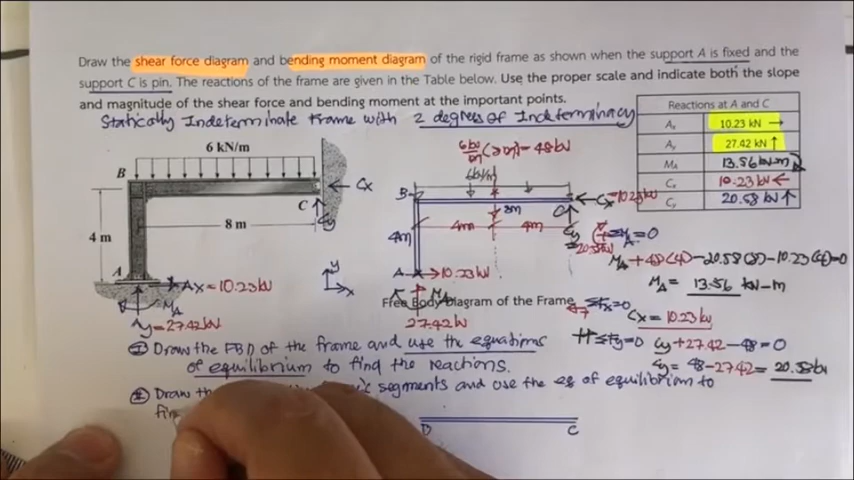 Draw the shear force diagram and bending moment diagram of the rigid frame as shown when the support A is fixed and the
support C is pin. The reactions of the frame are given in the Table below. Use the proper scale and indicate both the slope
and magnitude of the shear force and bending moment at the important points.
Statically Indeterminate Frame with 2 degrees of Indeterminacy
Reactions at A and C
Ax 10.23 kN →
Ay 27.42 kN ↑
MA 13.56 kN-m
Cx 10.23 kN ←
Cy 20.58 kN ↑
6 kN/m
B
C
Cx
Cy
8 m
4 m
A
Ax = 10.23 kN
MA
Ay = 27.42 kN
y
x
6 kN/m (8m) = 48 kN
6 kN/m
B
C
Cx = 10.23 kN
8m
4m
4m
4m
Cy
= 20.58 kN
A
10.23 kN
MA
27.42 kN
Free Body Diagram of the Frame
ΣMA = 0
MA + 48(4) - 20.58(8) - 10.23(4) = 0
MA = 13.56 kN-m
ΣFx = 0
Cx = 10.23 kN
+↑ ΣFy = 0 Cy + 27.42 - 48 = 0
Cy = 48 - 27.42 = 20.58 kN
① Draw the FBD of the frame and use the equations
of equilibrium to find the reactions.
② Draw the segments and use the eq of equilibrium to
B
C